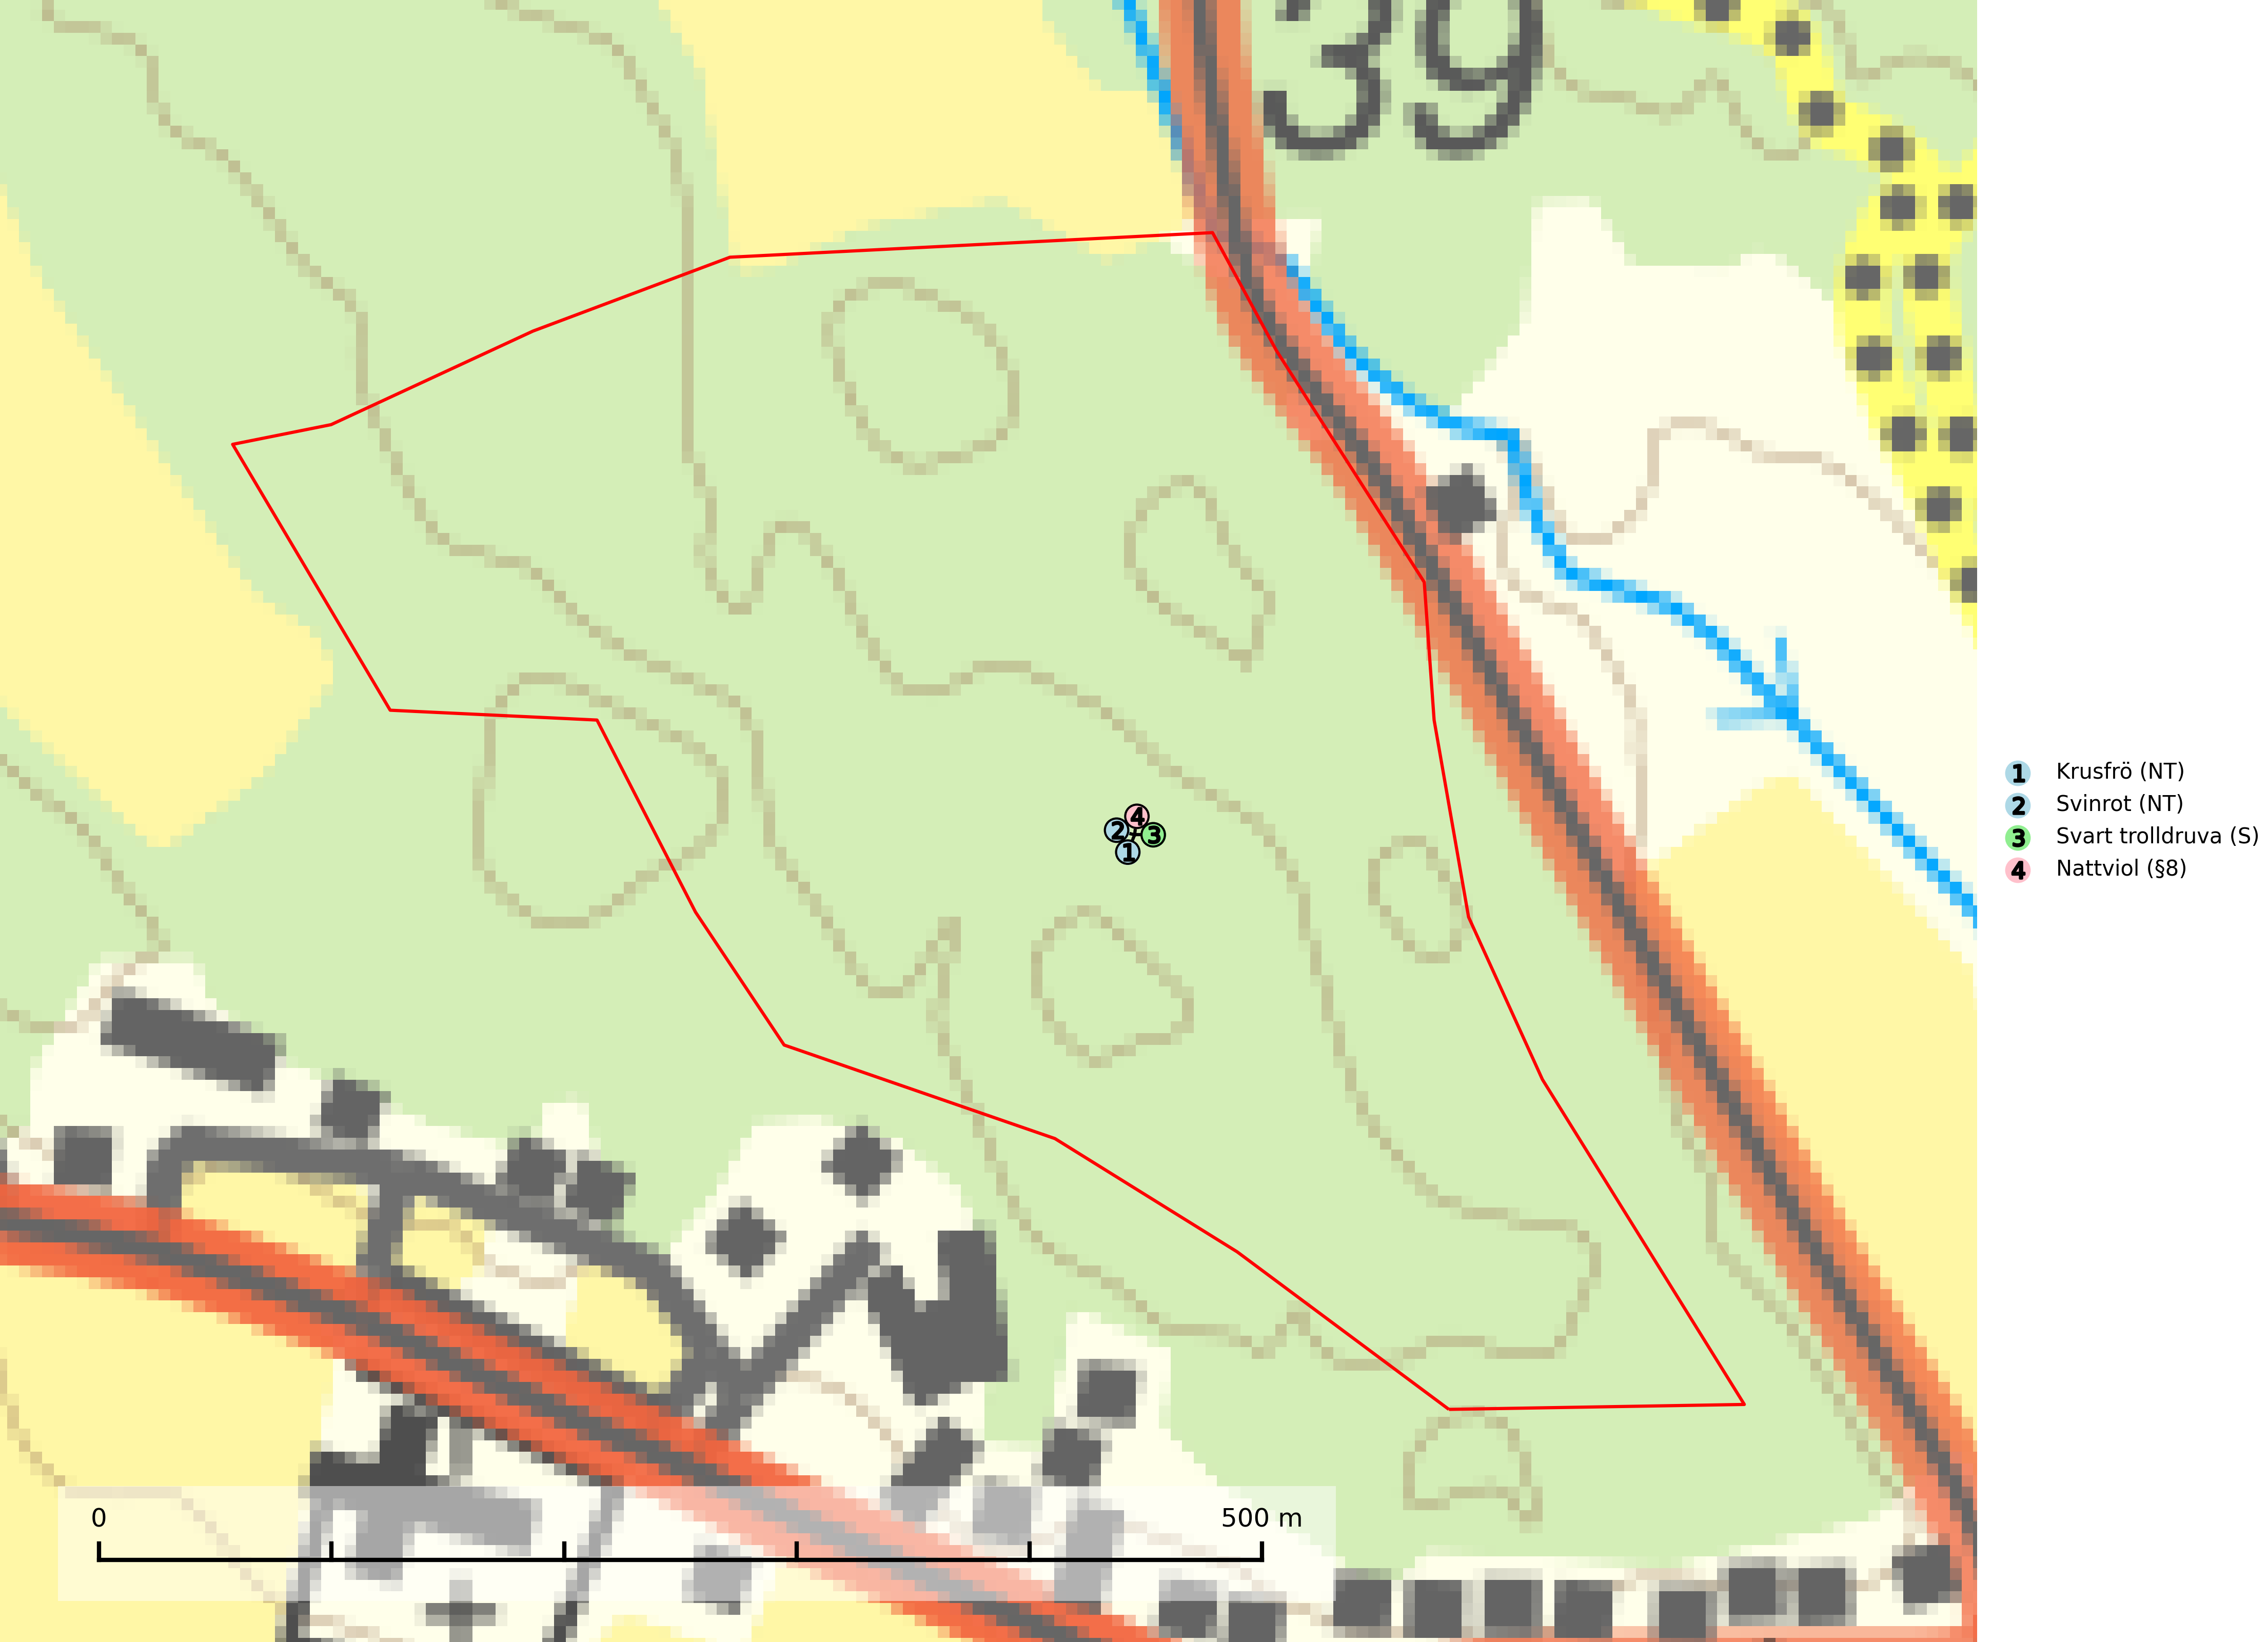 39
4
2 3
1
1 Krusfrö (NT)
2 Svinrot (NT)
3 Svart trolldruva (S)
4 Nattviol (§8)
0 500 m